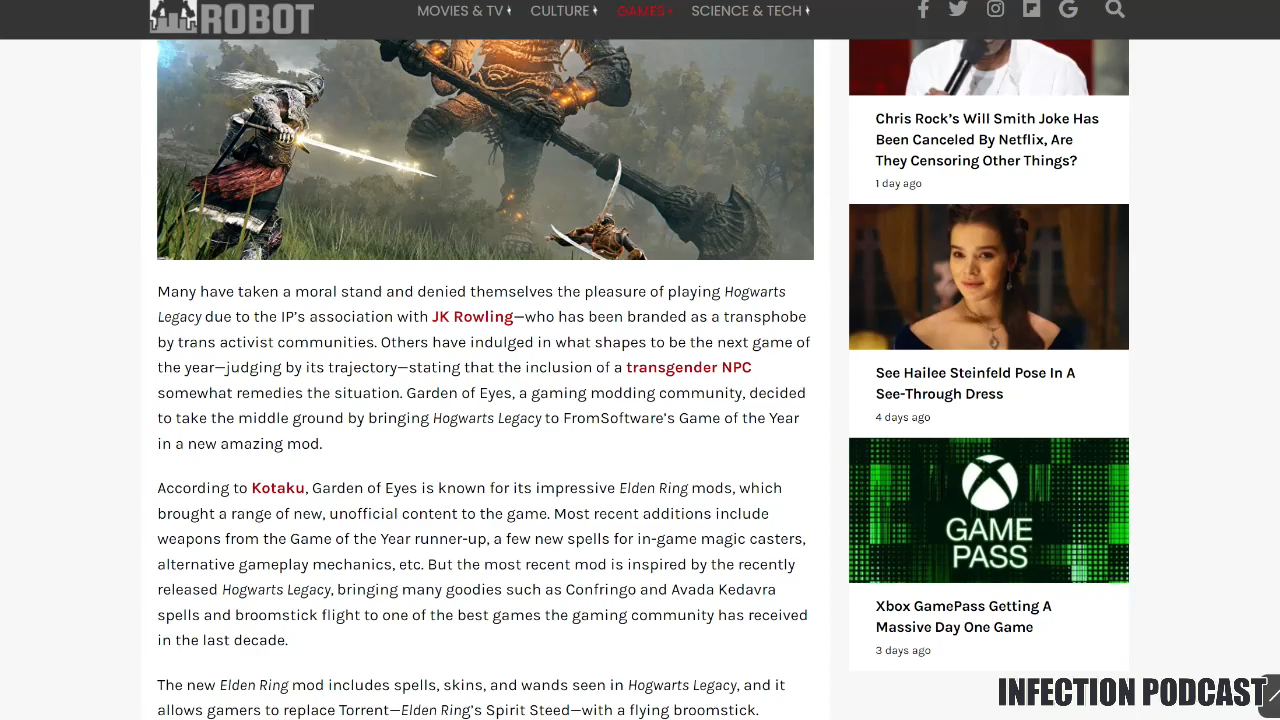 ROBOT
MOVIES & TV
CULTURE
GAMES
SCIENCE & TECH
Many have taken a moral stand and denied themselves the pleasure of playing Hogwarts
Legacy due to the IP's association with JK Rowling—who has been branded as a transphobe
by trans activist communities. Others have indulged in what shapes to be the next game of
the year—judging by its trajectory—stating that the inclusion of a transgender NPC
somewhat remedies the situation. Garden of Eyes, a gaming modding community, decided
to take the middle ground by bringing Hogwarts Legacy to FromSoftware's Game of the Year
in a new amazing mod.
According to Kotaku, Garden of Eyes known for its impressive Elden Ring mods, which
brought a range of new, unofficial content to the game. Most recent additions include
weapons from the Game of the Year runner-up, a few new spells for in-game magic casters,
alternative gameplay mechanics, etc. But the most recent mod is inspired by the recently
released Hogwarts Legacy, bringing many goodies such as Confringo and Avada Kedavra
spells and broomstick flight to one of the best games the gaming community has received
in the last decade.
The new Elden Ring mod includes spells, skins, and wands seen in Hogwarts Legacy, and it
allows gamers to replace Torrent—Elden Ring's Spirit Steed—with a flying broomstick.
Chris Rock's Will Smith Joke Has
Been Canceled By Netflix, Are
They Censoring Other Things?
1 day ago
See Hailee Steinfeld Pose In A
See-Through Dress
4 days ago
GAME
PASS
Xbox GamePass Getting A
Massive Day One Game
3 days ago
INFECTION PODCAST